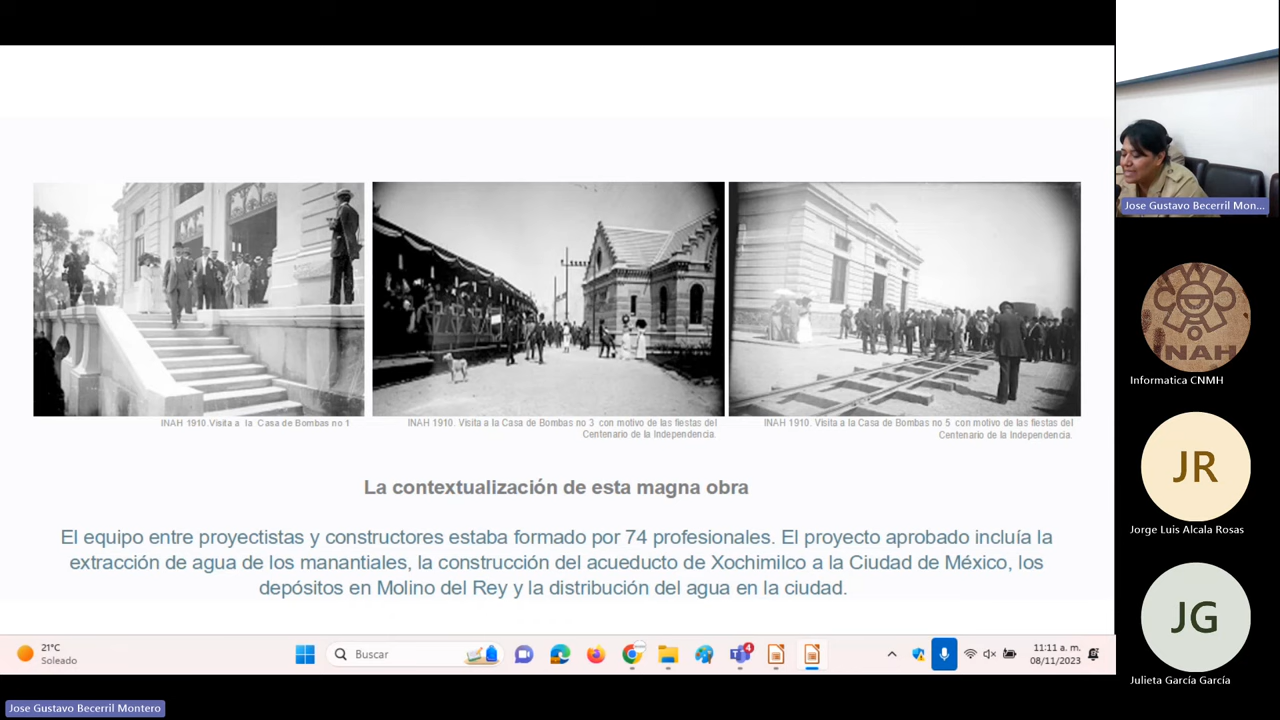 INAH 1910.Visita a la Casa de Bombas no 1
INAH 1910. Visita a la Casa de Bombas no 3 con motivo de las fiestas del
Centenario de la Independencia.
INAH 1910. Visita a la Casa de Bombas no 5 con motivo de las fiestas del
Centenario de la Independencia.
La contextualización de esta magna obra
El equipo entre proyectistas y constructores estaba formado por 74 profesionales. El proyecto aprobado incluía la
extracción de agua de los manantiales, la construcción del acueducto de Xochimilco a la Ciudad de México, los
depósitos en Molino del Rey y la distribución del agua en la ciudad.
21°C
Soleado
Buscar
4
11:11 a. m.
08/11/2023
Jose Gustavo Becerril Montero
Jose Gustavo Becerril Mon...
INAH
Informatica CNMH
JR
Jorge Luis Alcala Rosas
JG
Julieta García García